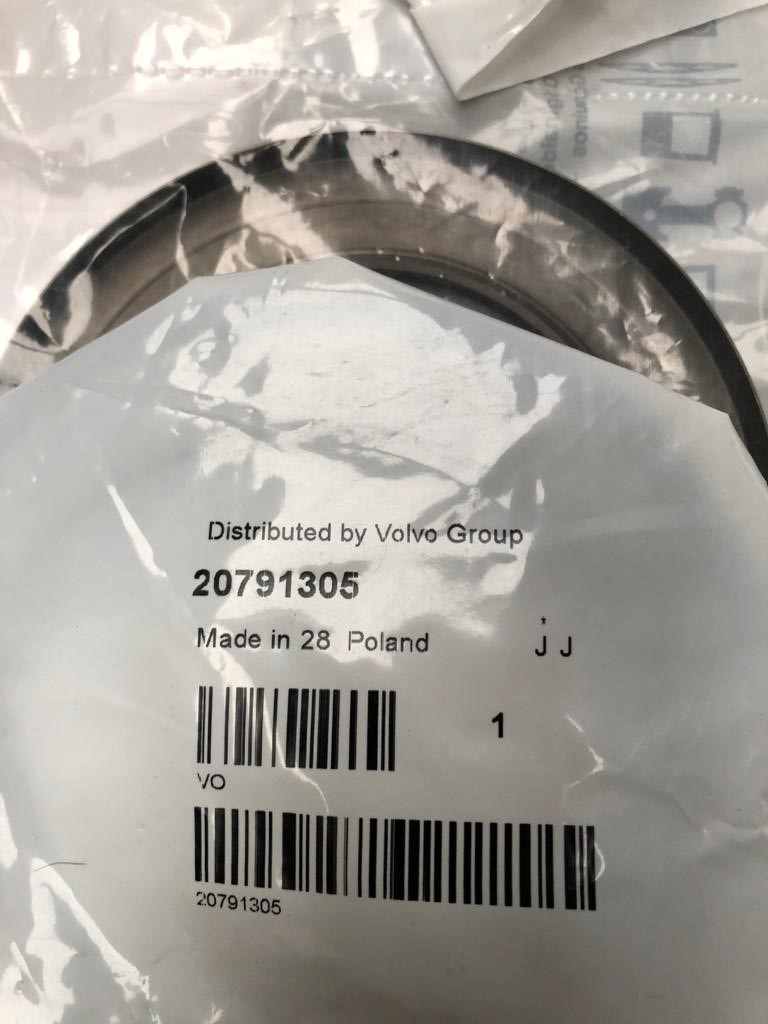 Distributed by Volvo Group
20791305
Made in 28 Poland
J J
1
VO
20791305